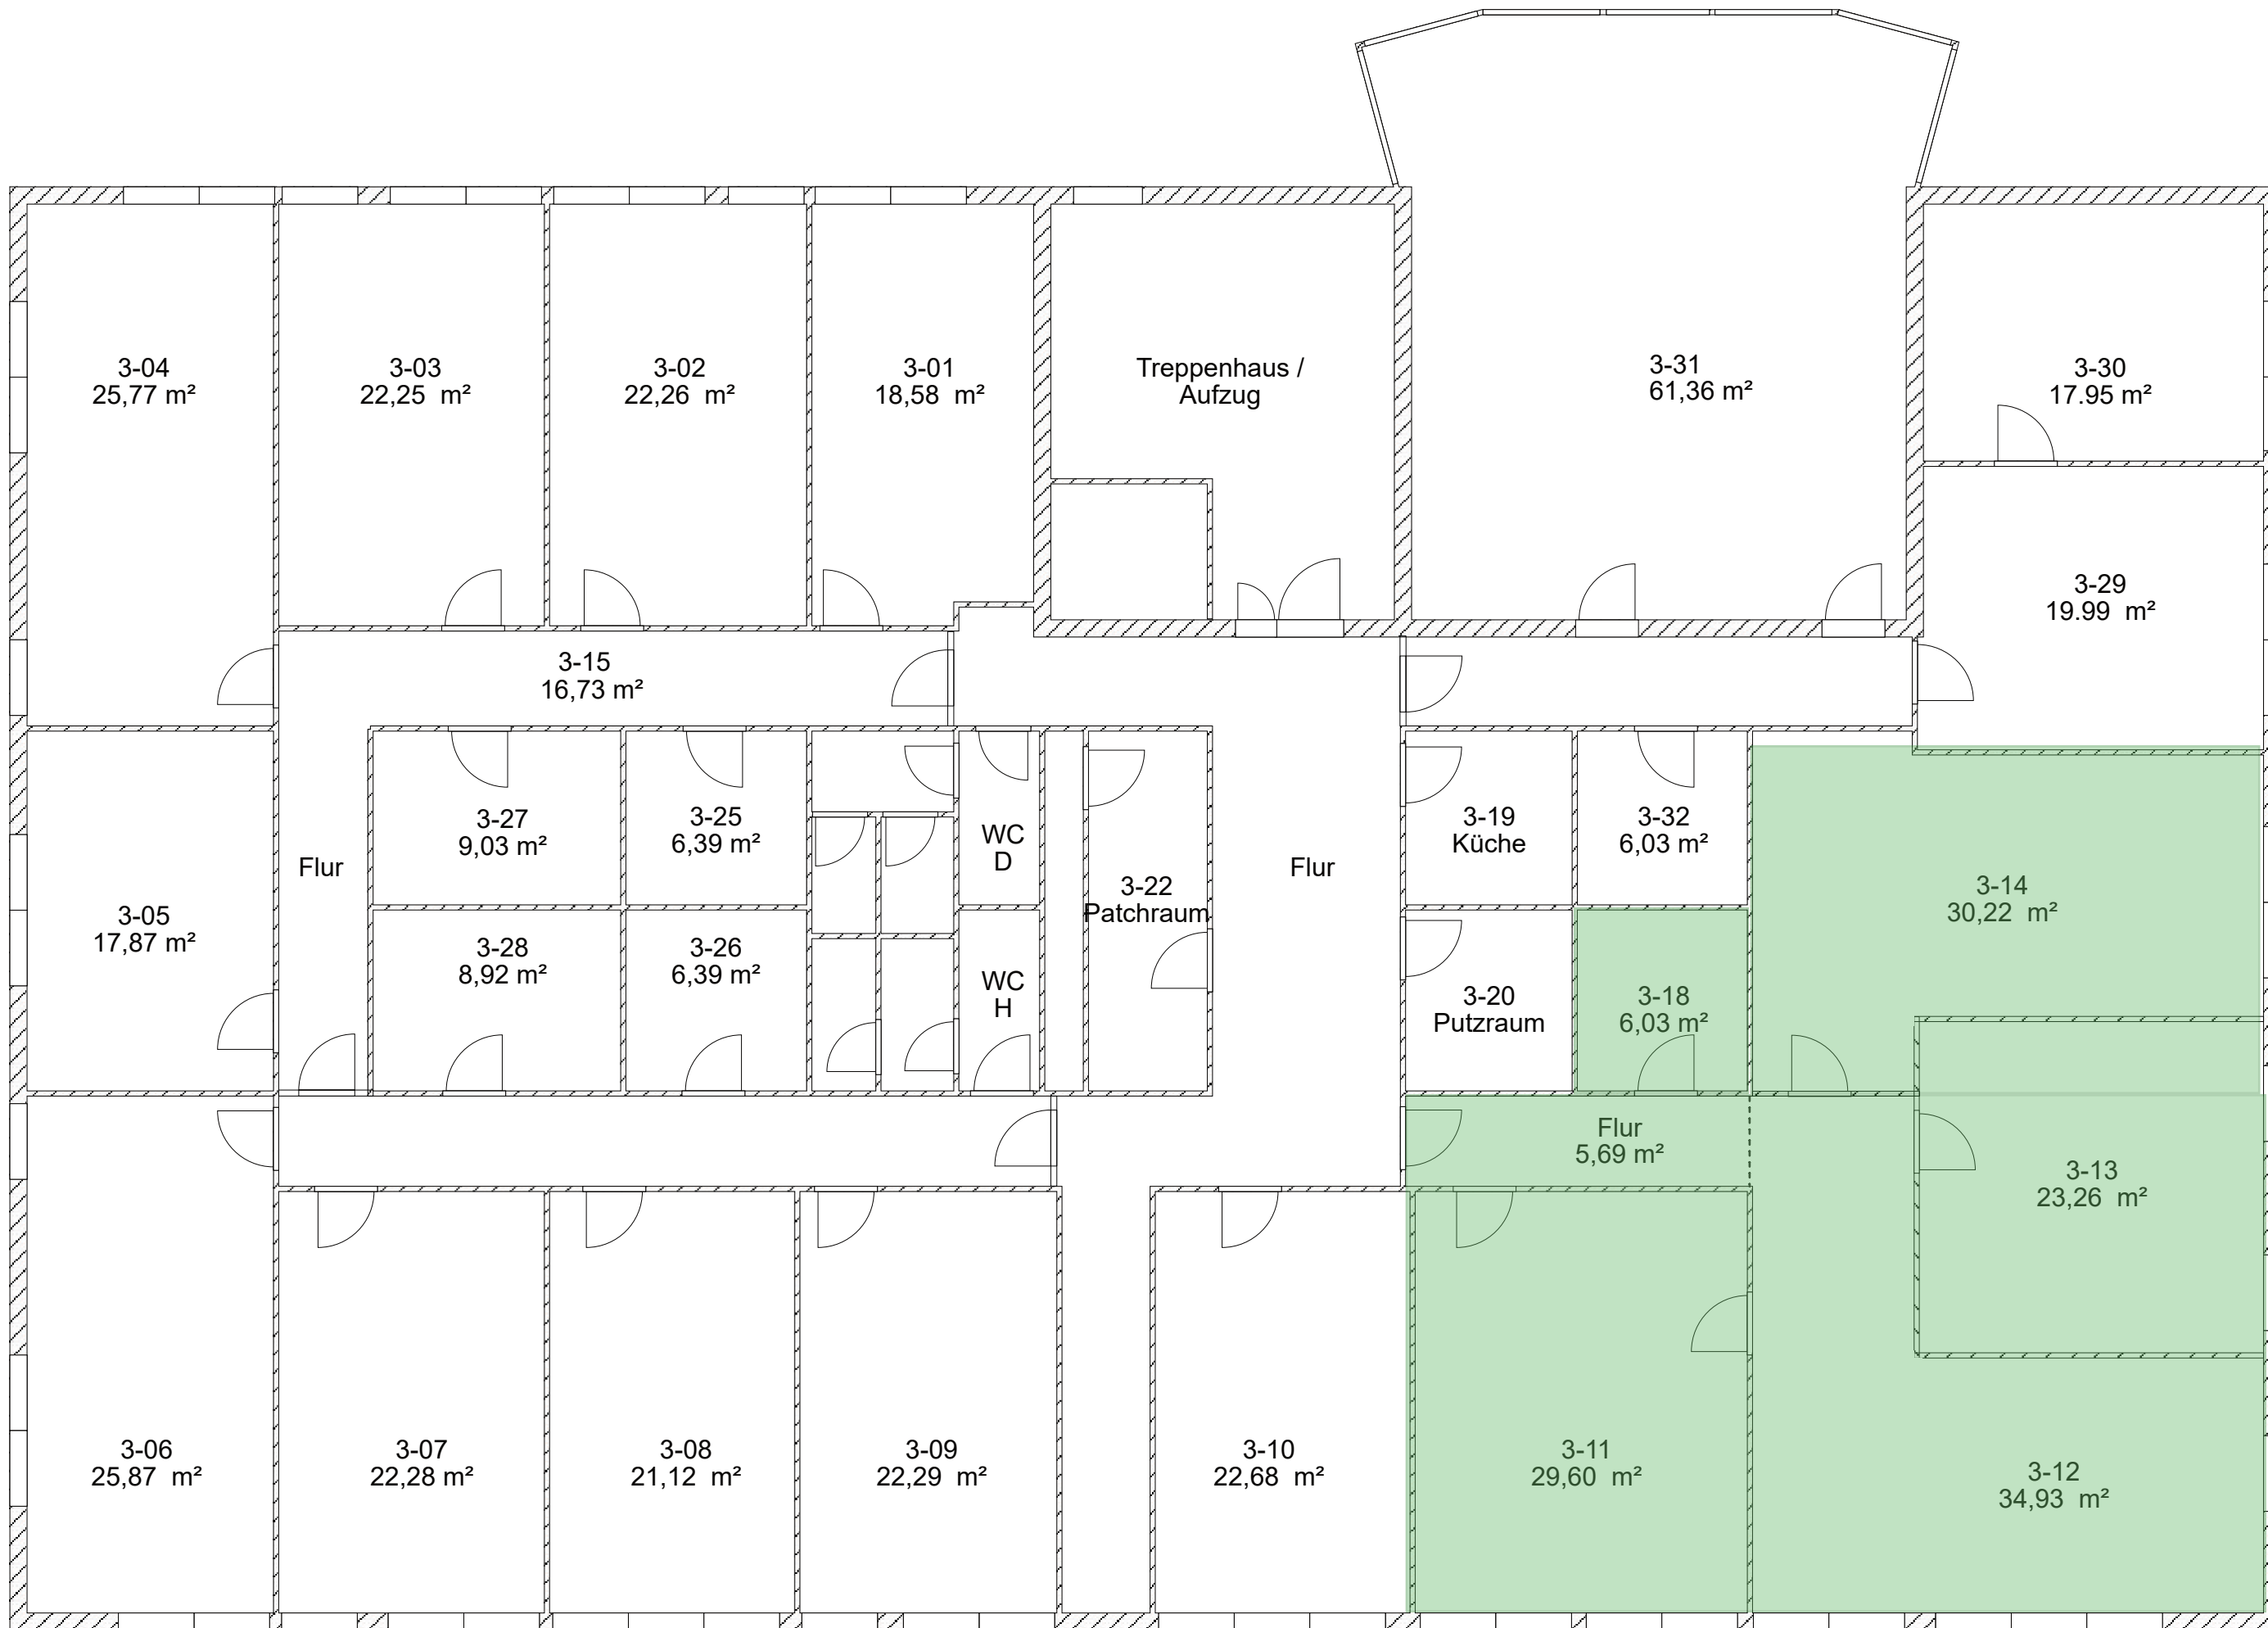 3-04
25,77 m²
3-03
22,25 m²
3-02
22,26 m²
3-01
18,58 m²
Treppenhaus /
Aufzug
3-31
61,36 m²
3-30
17.95 m²
3-29
19.99 m²
3-15
16,73 m²
3-05
17,87 m²
Flur
3-27
9,03 m²
3-25
6,39 m²
3-28
8,92 m²
3-26
6,39 m²
WC
D
WC
H
3-22
Patchraum
Flur
3-19
Küche
3-32
6,03 m²
3-20
Putzraum
3-18
6,03 m²
3-14
30,22 m²
Flur
5,69 m²
3-13
23,26 m²
3-06
25,87 m²
3-07
22,28 m²
3-08
21,12 m²
3-09
22,29 m²
3-10
22,68 m²
3-11
29,60 m²
3-12
34,93 m²